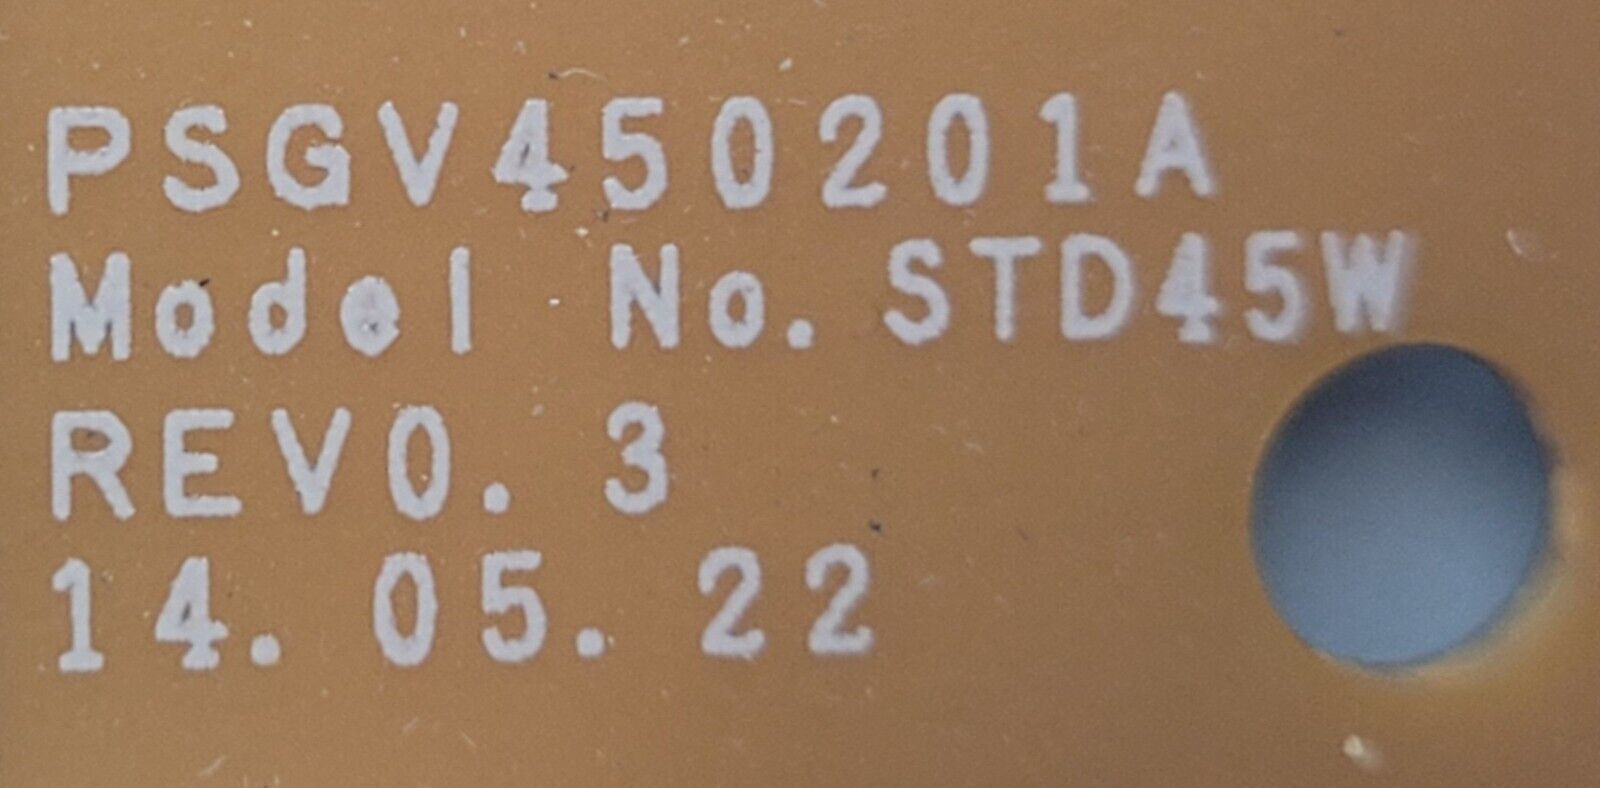 PSGV450201A
Model No. STD45W
REV0. 3
14. 05. 22